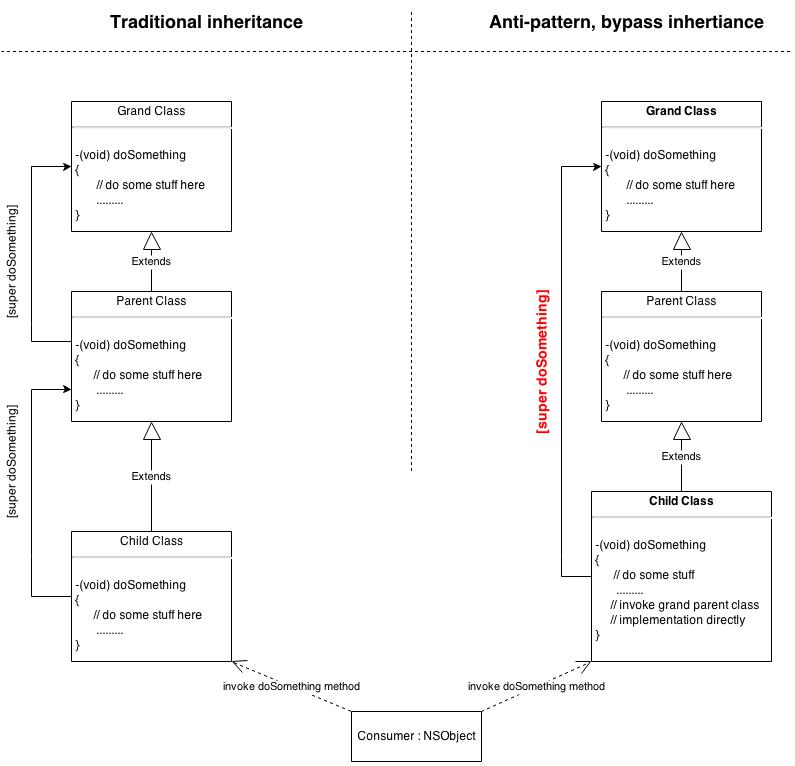 Traditional inheritance
Grand Class
-(void) doSomething
{
// do some stuff here
.........
}
[super doSomething]
Extends
Parent Class
-(void) doSomething
{
// do some stuff here
.........
}
[super doSomething]
Extends
Child Class
-(void) doSomething
{
// do some stuff here
.........
}
Anti-pattern, bypass inhertiance
Grand Class
-(void) doSomething
{
// do some stuff here
.........
}
Extends
[super doSomething]
Parent Class
-(void) doSomething
{
// do some stuff here
.........
}
Extends
Child Class
-(void) doSomething
{
// do some stuff
.........
// invoke grand parent class
// implementation directly
}
invoke doSomething method
invoke doSomething method
Consumer : NSObject